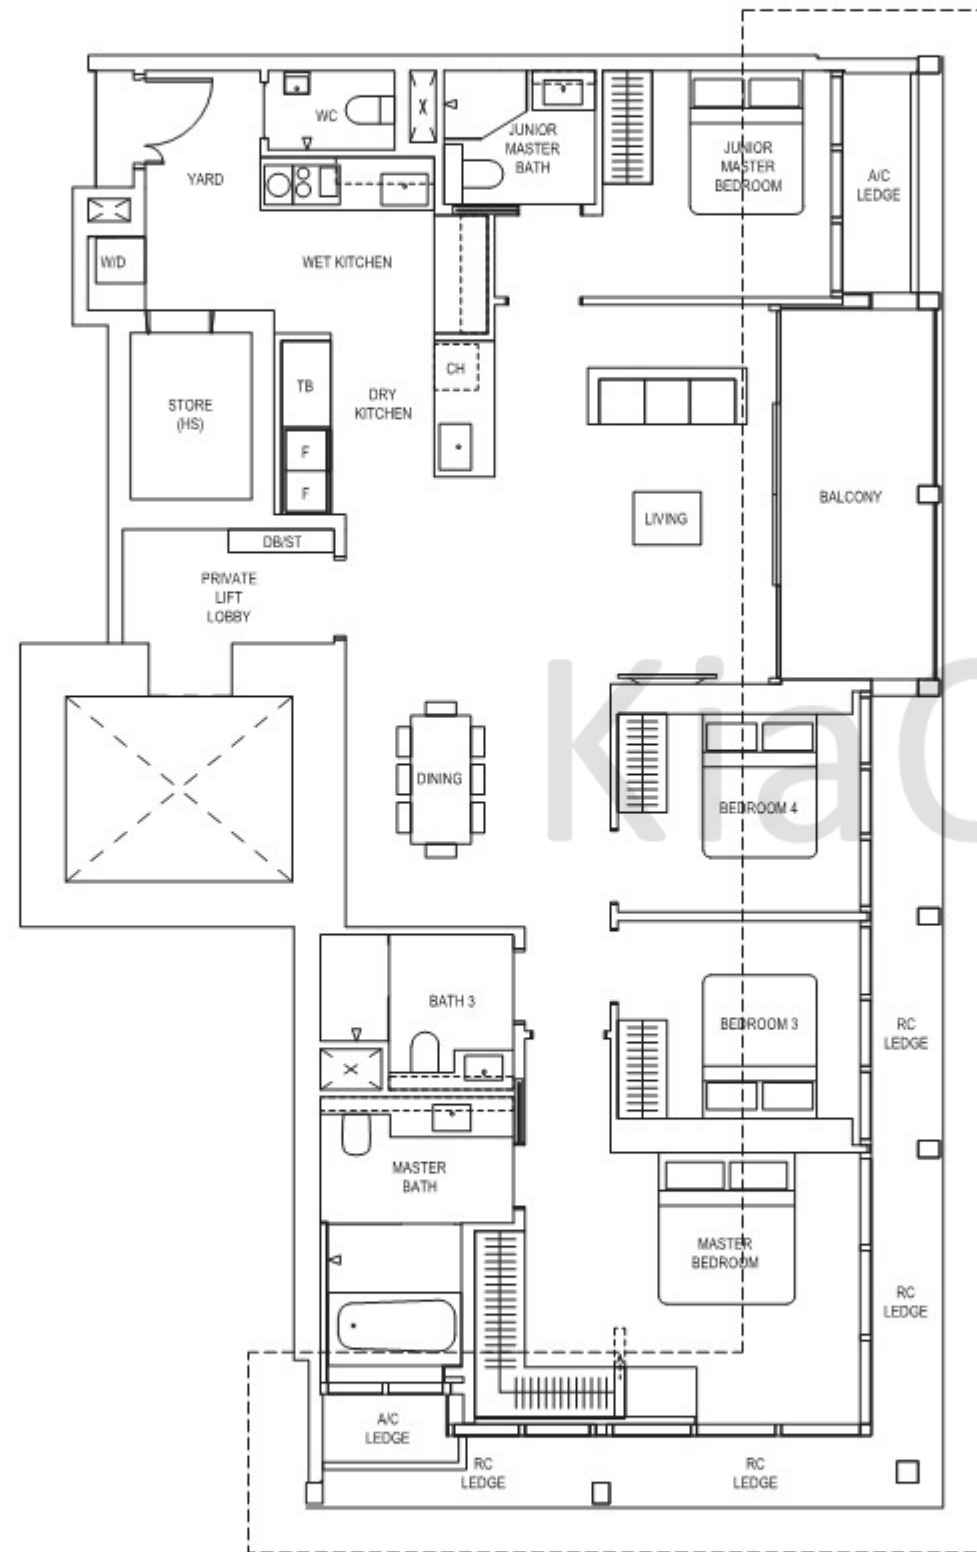 WC
X
JUNIOR
MASTER
BATH
JUNIOR
MASTER
BEDROOM
A/C
LEDGE
YARD
W/D
WET KITCHEN
STORE
(HS)
TB
F
F
DRY
KITCHEN
CH
LIVING
BALCONY
DB/ST
PRIVATE
LIFT
LOBBY
KiaO
DINING
BEDROOM 4
BATH 3
X
BEDROOM 3
RC
LEDGE
MASTER
BATH
MASTER
BEDROOM
RC
LEDGE
A/C
LEDGE
RC
LEDGE
RC
LEDGE